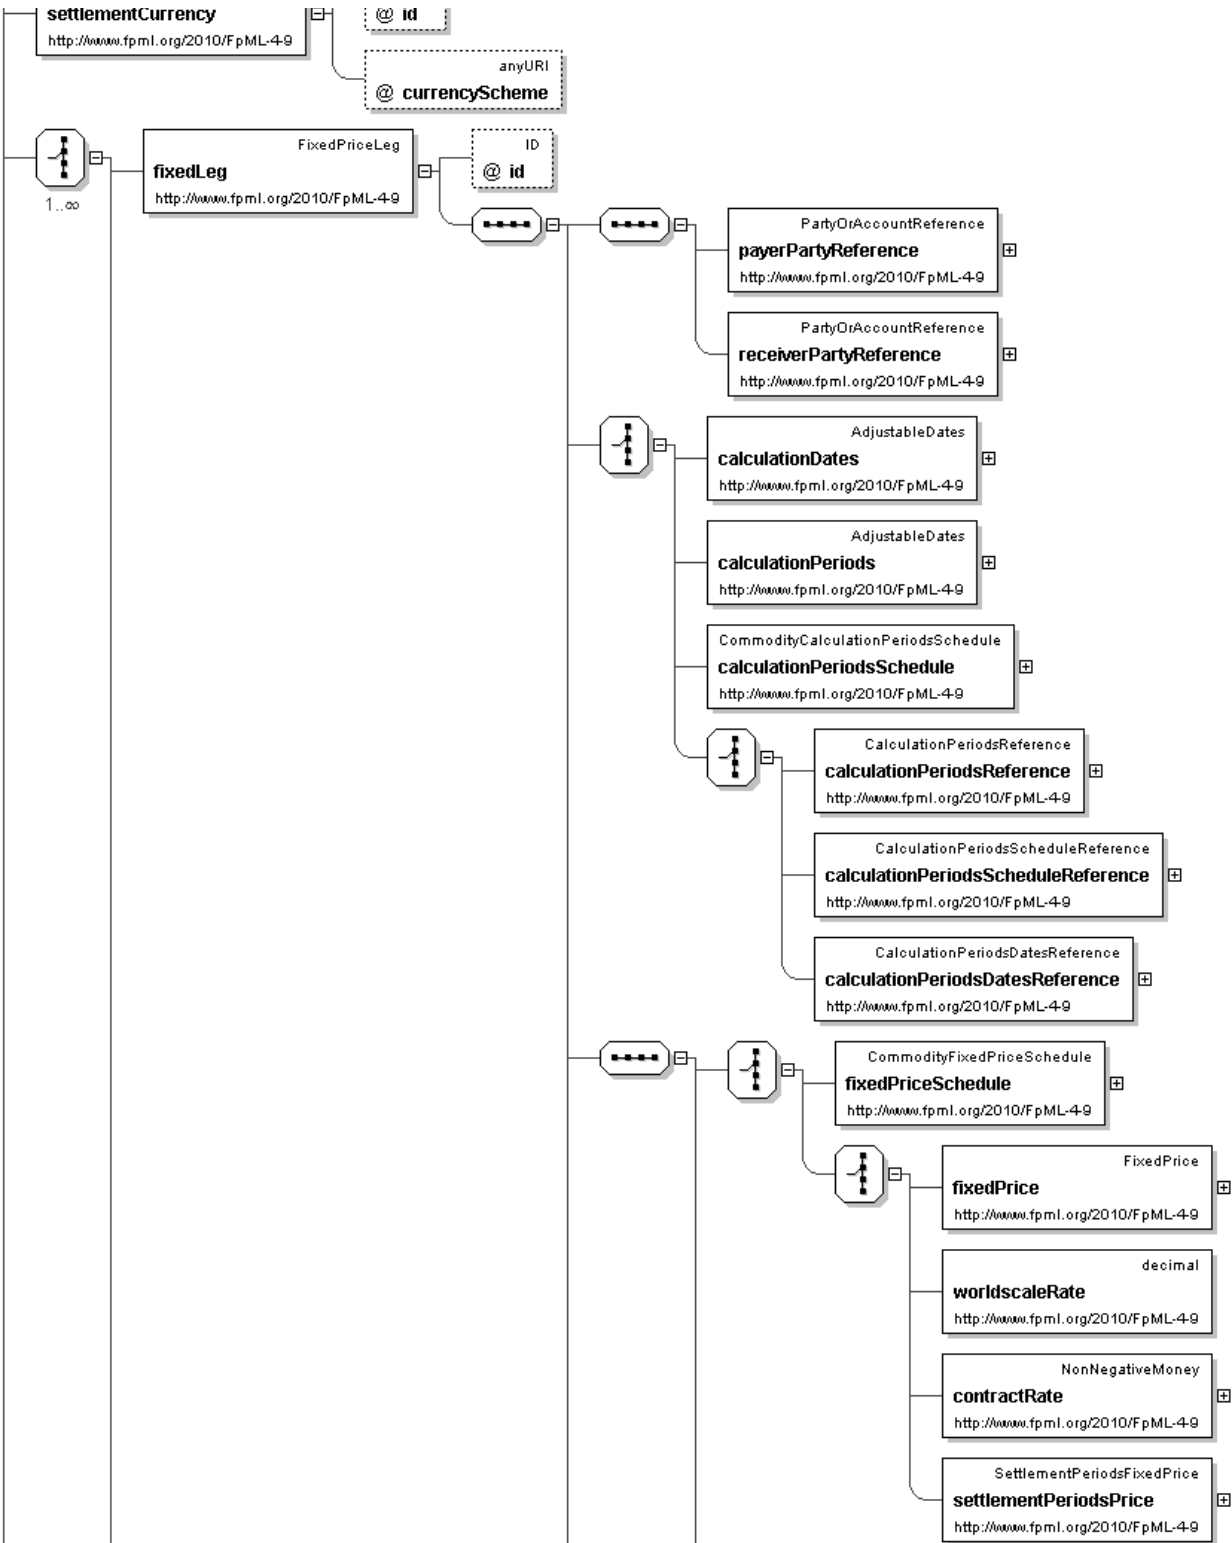 settlementCurrency
http://www.fpml.org/2010/FpML-4-9
@ id
anyURI
@ currencyScheme
1..∞
FixedPriceLeg
fixedLeg
http://www.fpml.org/2010/FpML-4-9
ID
@ id
PartyOrAccountReference
payerPartyReference
http://www.fpml.org/2010/FpML-4-9
PartyOrAccountReference
receiverPartyReference
http://www.fpml.org/2010/FpML-4-9
AdjustableDates
calculationDates
http://www.fpml.org/2010/FpML-4-9
AdjustableDates
calculationPeriods
http://www.fpml.org/2010/FpML-4-9
CommodityCalculationPeriodsSchedule
calculationPeriodsSchedule
http://www.fpml.org/2010/FpML-4-9
CalculationPeriodsReference
calculationPeriodsReference
http://www.fpml.org/2010/FpML-4-9
CalculationPeriodsScheduleReference
calculationPeriodsScheduleReference
http://www.fpml.org/2010/FpML-4-9
CalculationPeriodsDatesReference
calculationPeriodsDatesReference
http://www.fpml.org/2010/FpML-4-9
CommodityFixedPriceSchedule
fixedPriceSchedule
http://www.fpml.org/2010/FpML-4-9
FixedPrice
fixedPrice
http://www.fpml.org/2010/FpML-4-9
decimal
worldscaleRate
http://www.fpml.org/2010/FpML-4-9
NonNegativeMoney
contractRate
http://www.fpml.org/2010/FpML-4-9
SettlementPeriodsFixedPrice
settlementPeriodsPrice
http://www.fpml.org/2010/FpML-4-9